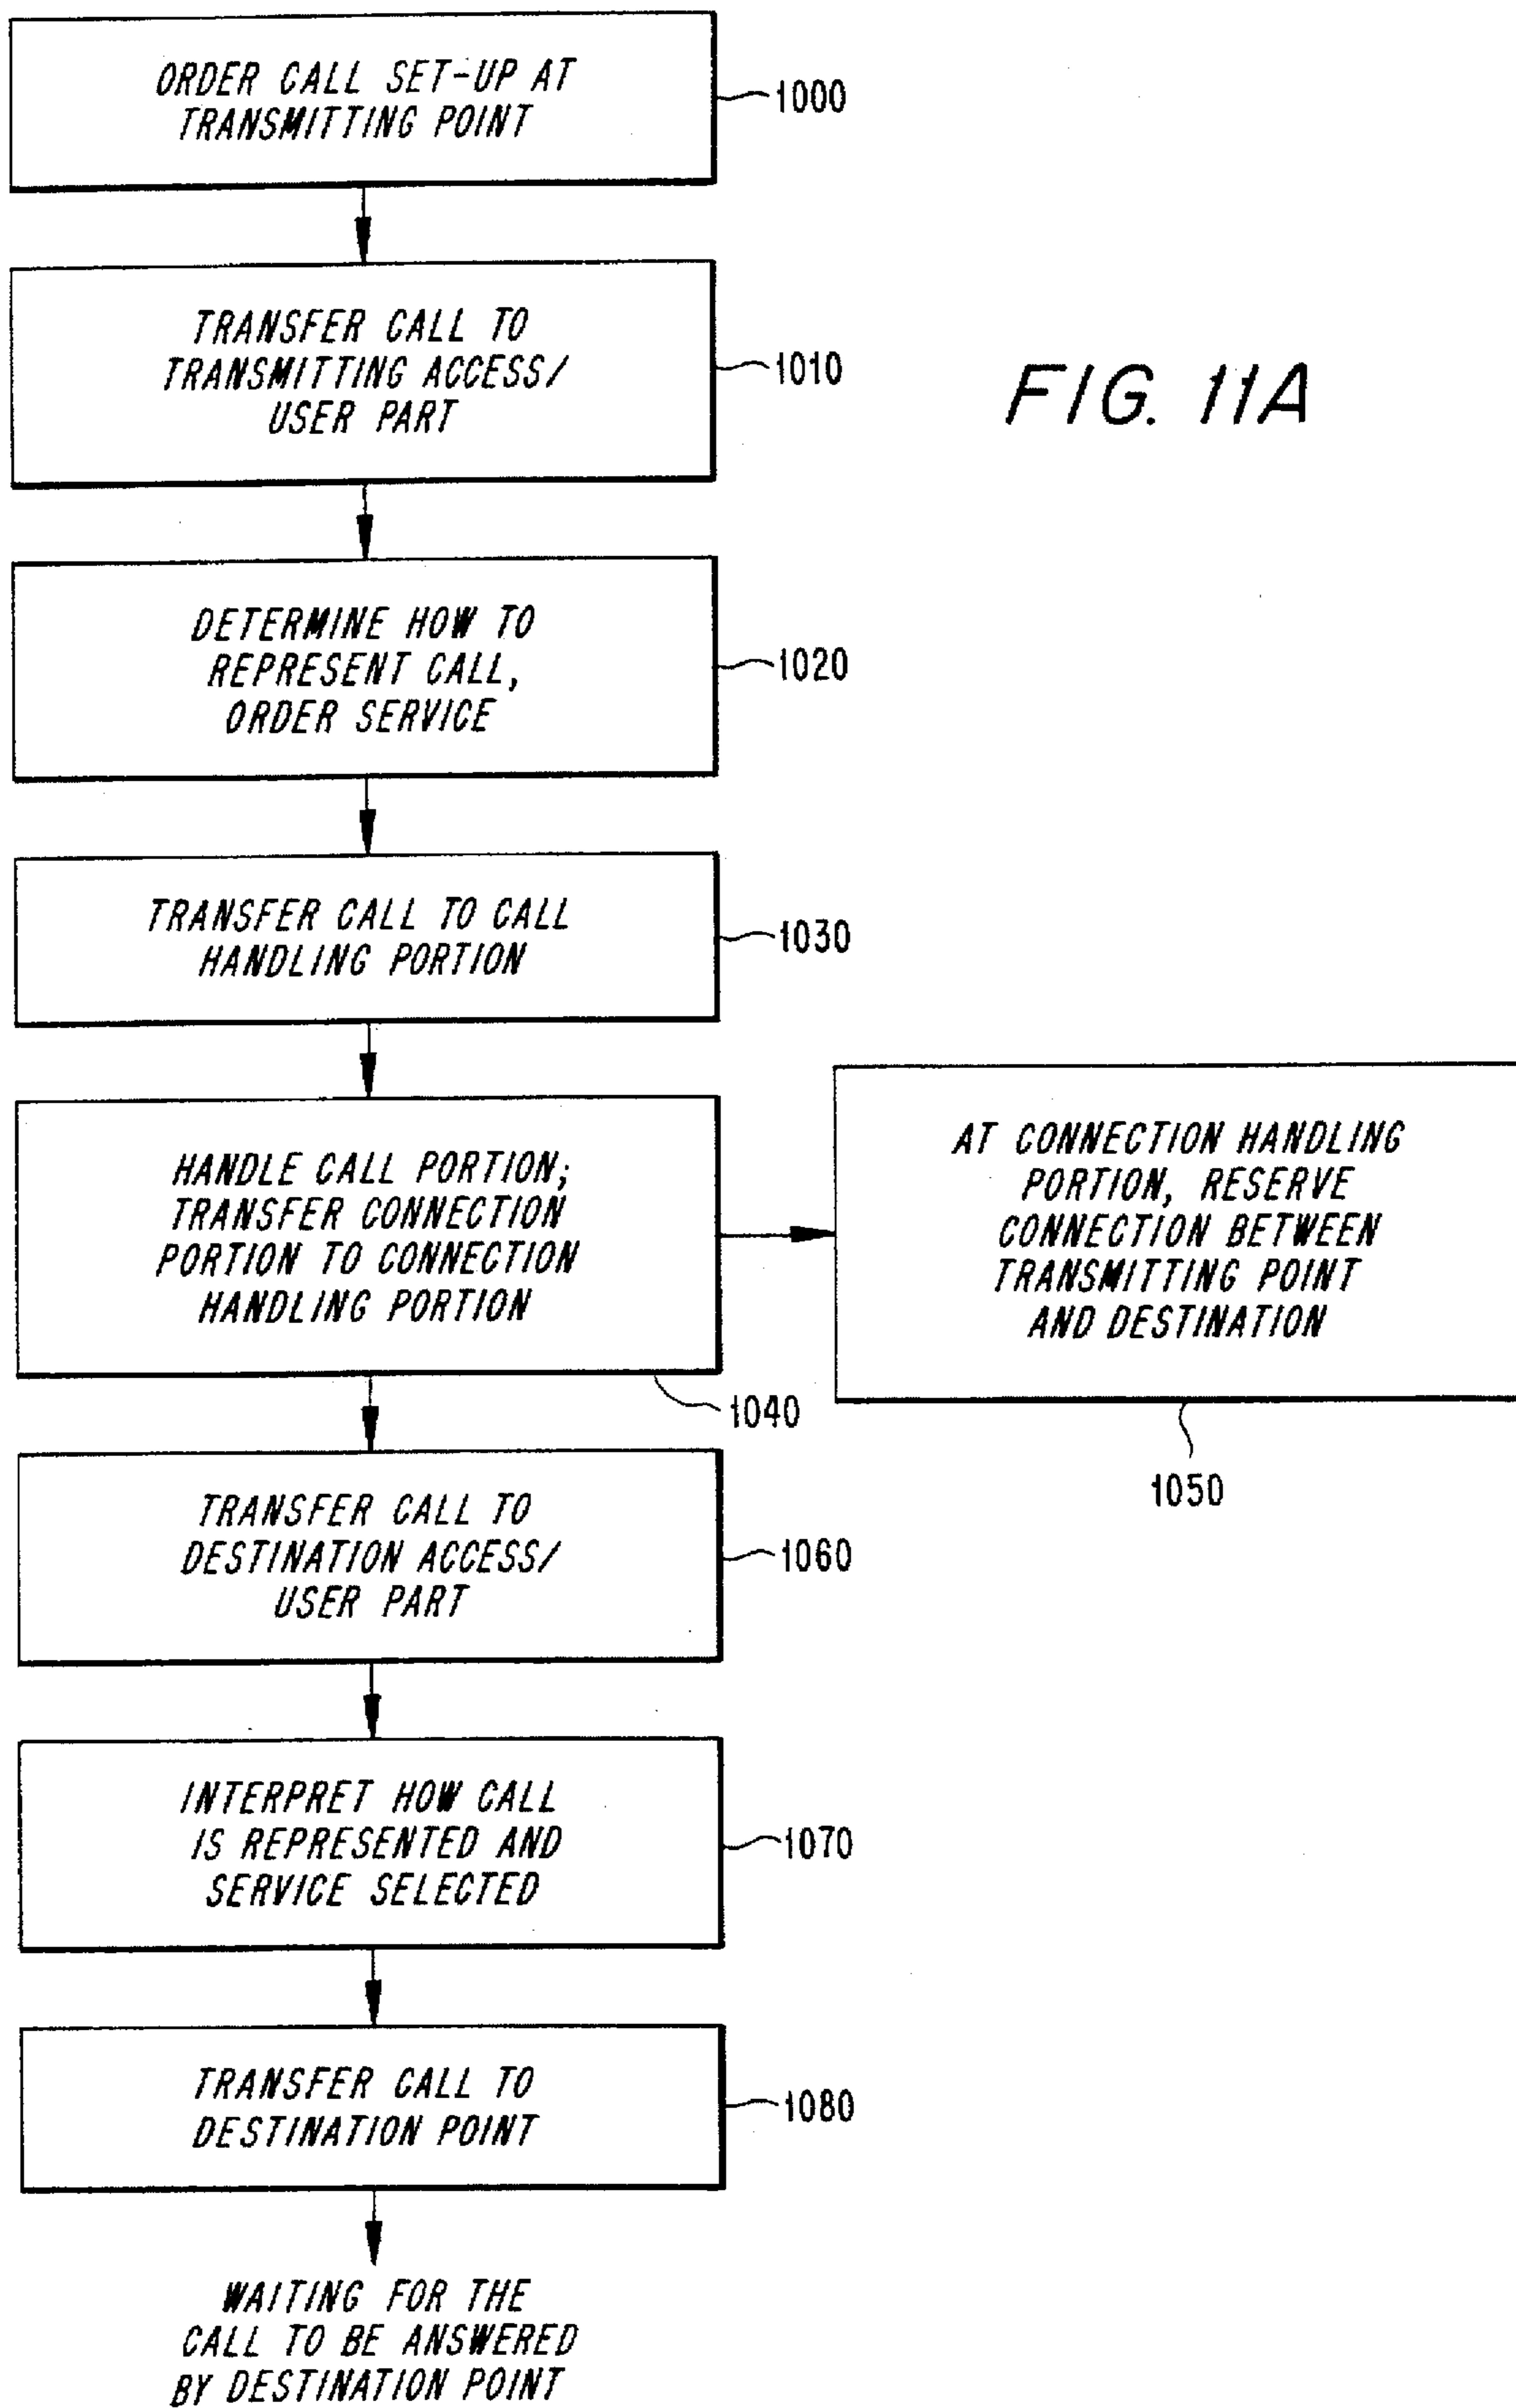 ORDER CALL SET-UP AT
TRANSMITTING POINT
1000
TRANSFER CALL TO
TRANSMITTING ACCESS/
USER PART
1010
FIG. 11A
DETERMINE HOW TO
REPRESENT CALL,
ORDER SERVICE
1020
TRANSFER CALL TO CALL
HANDLING PORTION
1030
HANDLE CALL PORTION;
TRANSFER CONNECTION
PORTION TO CONNECTION
HANDLING PORTION
1040
AT CONNECTION HANDLING
PORTION, RESERVE
CONNECTION BETWEEN
TRANSMITTING POINT
AND DESTINATION
1050
TRANSFER CALL TO
DESTINATION ACCESS/
USER PART
1060
INTERPRET HOW CALL
IS REPRESENTED AND
SERVICE SELECTED
1070
TRANSFER CALL TO
DESTINATION POINT
1080
WAITING FOR THE
CALL TO BE ANSWERED
BY DESTINATION POINT